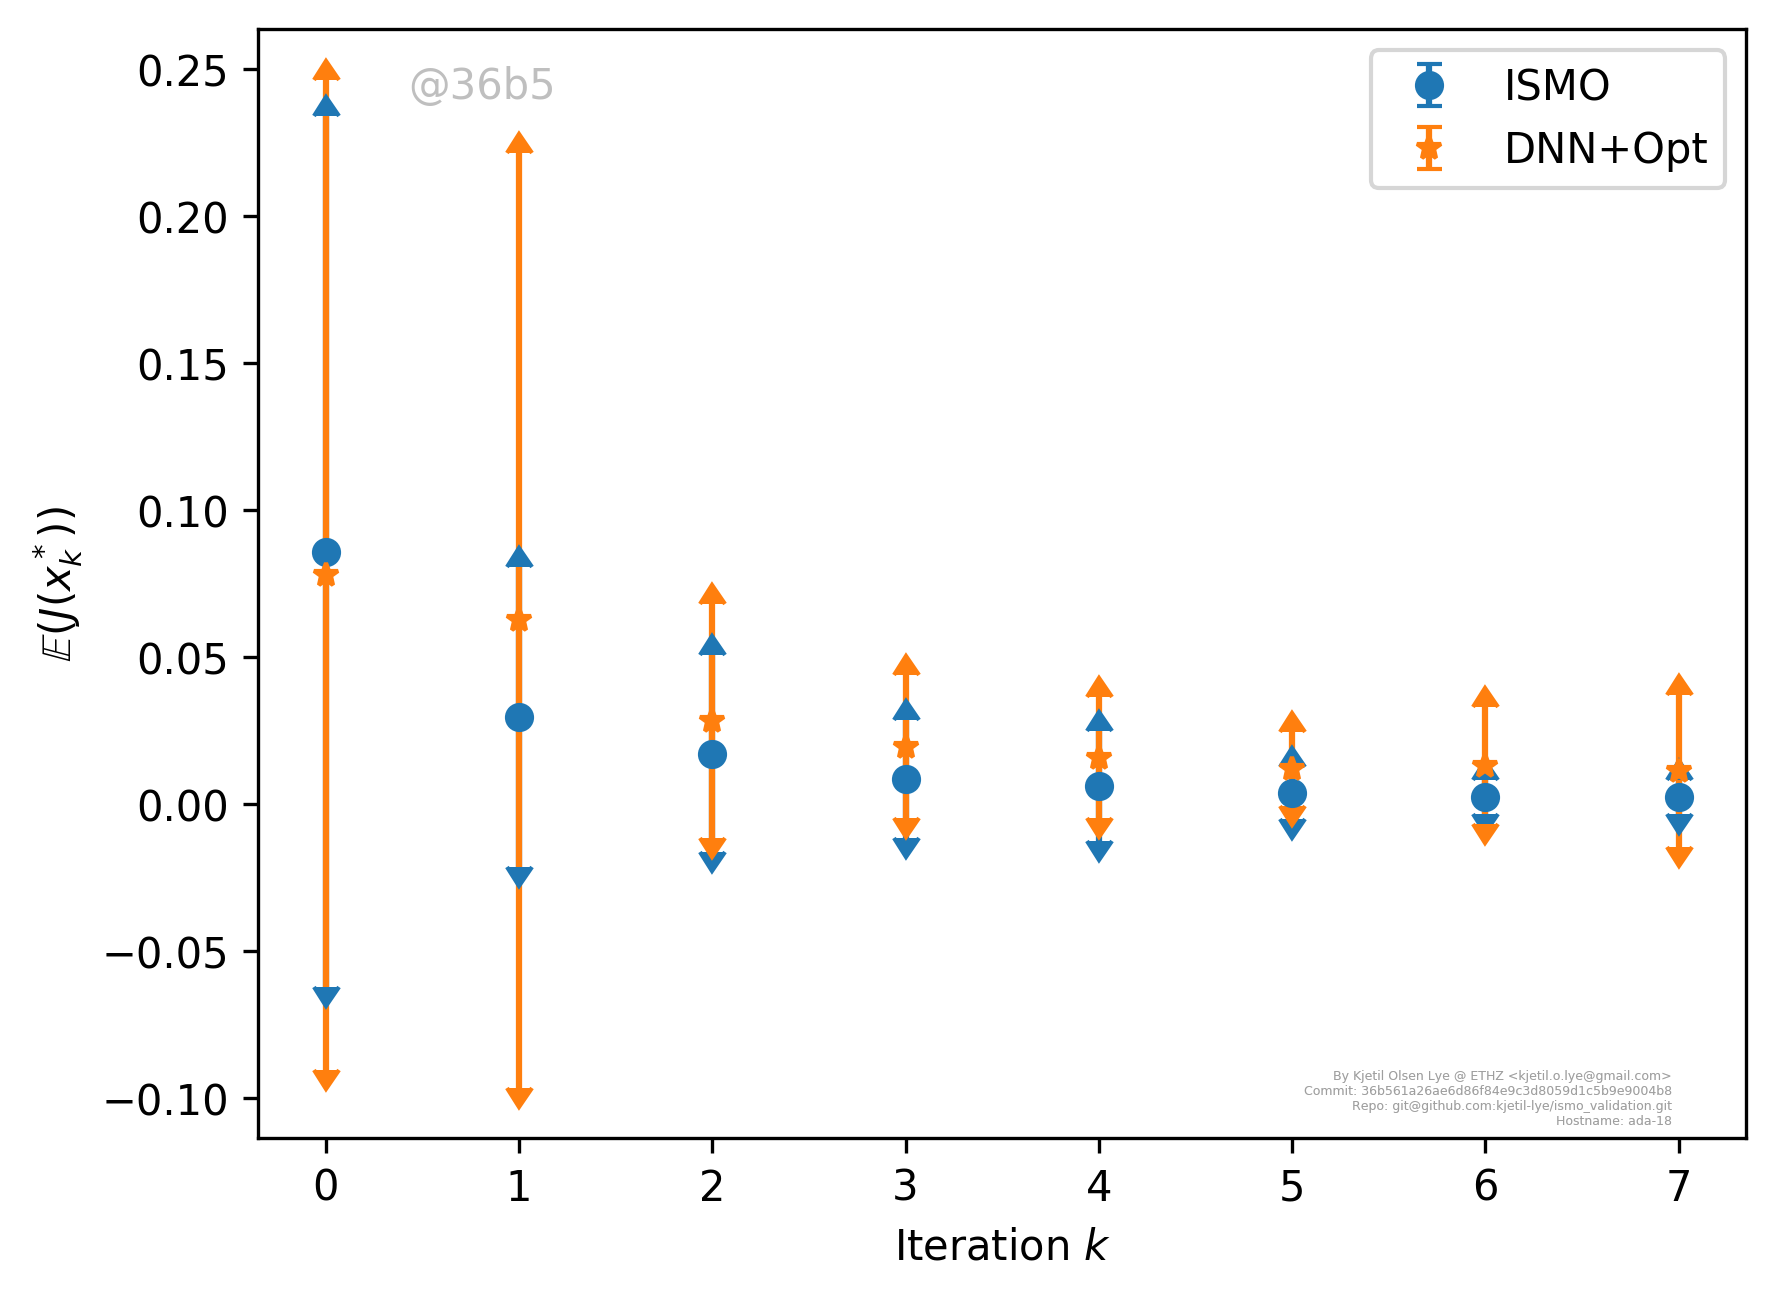 @36b5
ISMO
DNN+Opt
0.25
0.20
0.15
0.10
0.05
0.00
−0.05
−0.10
𝔼(J(x*k))
0 1 2 3 4 5 6 7
Iteration k
By Kjetil Olsen Lye @ ETHZ <kjetil.o.lye@gmail.com>
Commit: 36b561a26ae6d86f84e9c3d8059d1c5b9e9004b8
Repo: git@github.com:kjetil-lye/ismo_validation.git
Hostname: ada-18